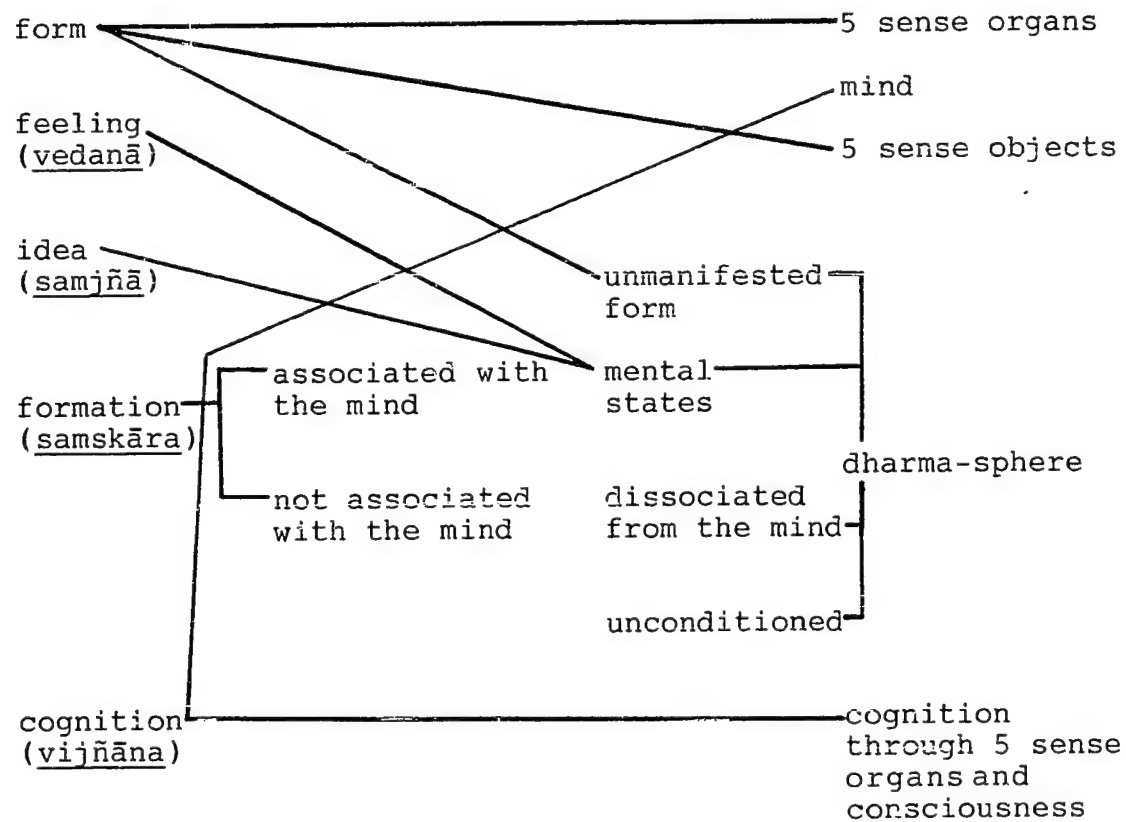 form
5 sense organs
mind
feeling
(vedanā)
5 sense objects
idea
(samjñā)
unmanifested
form
associated with
the mind
mental
states
formation
(samskāra)
dharma-sphere
not associated
with the mind
dissociated
from the mind
unconditioned
cognition
(vijñāna)
cognition
through 5 sense
organs and
consciousness